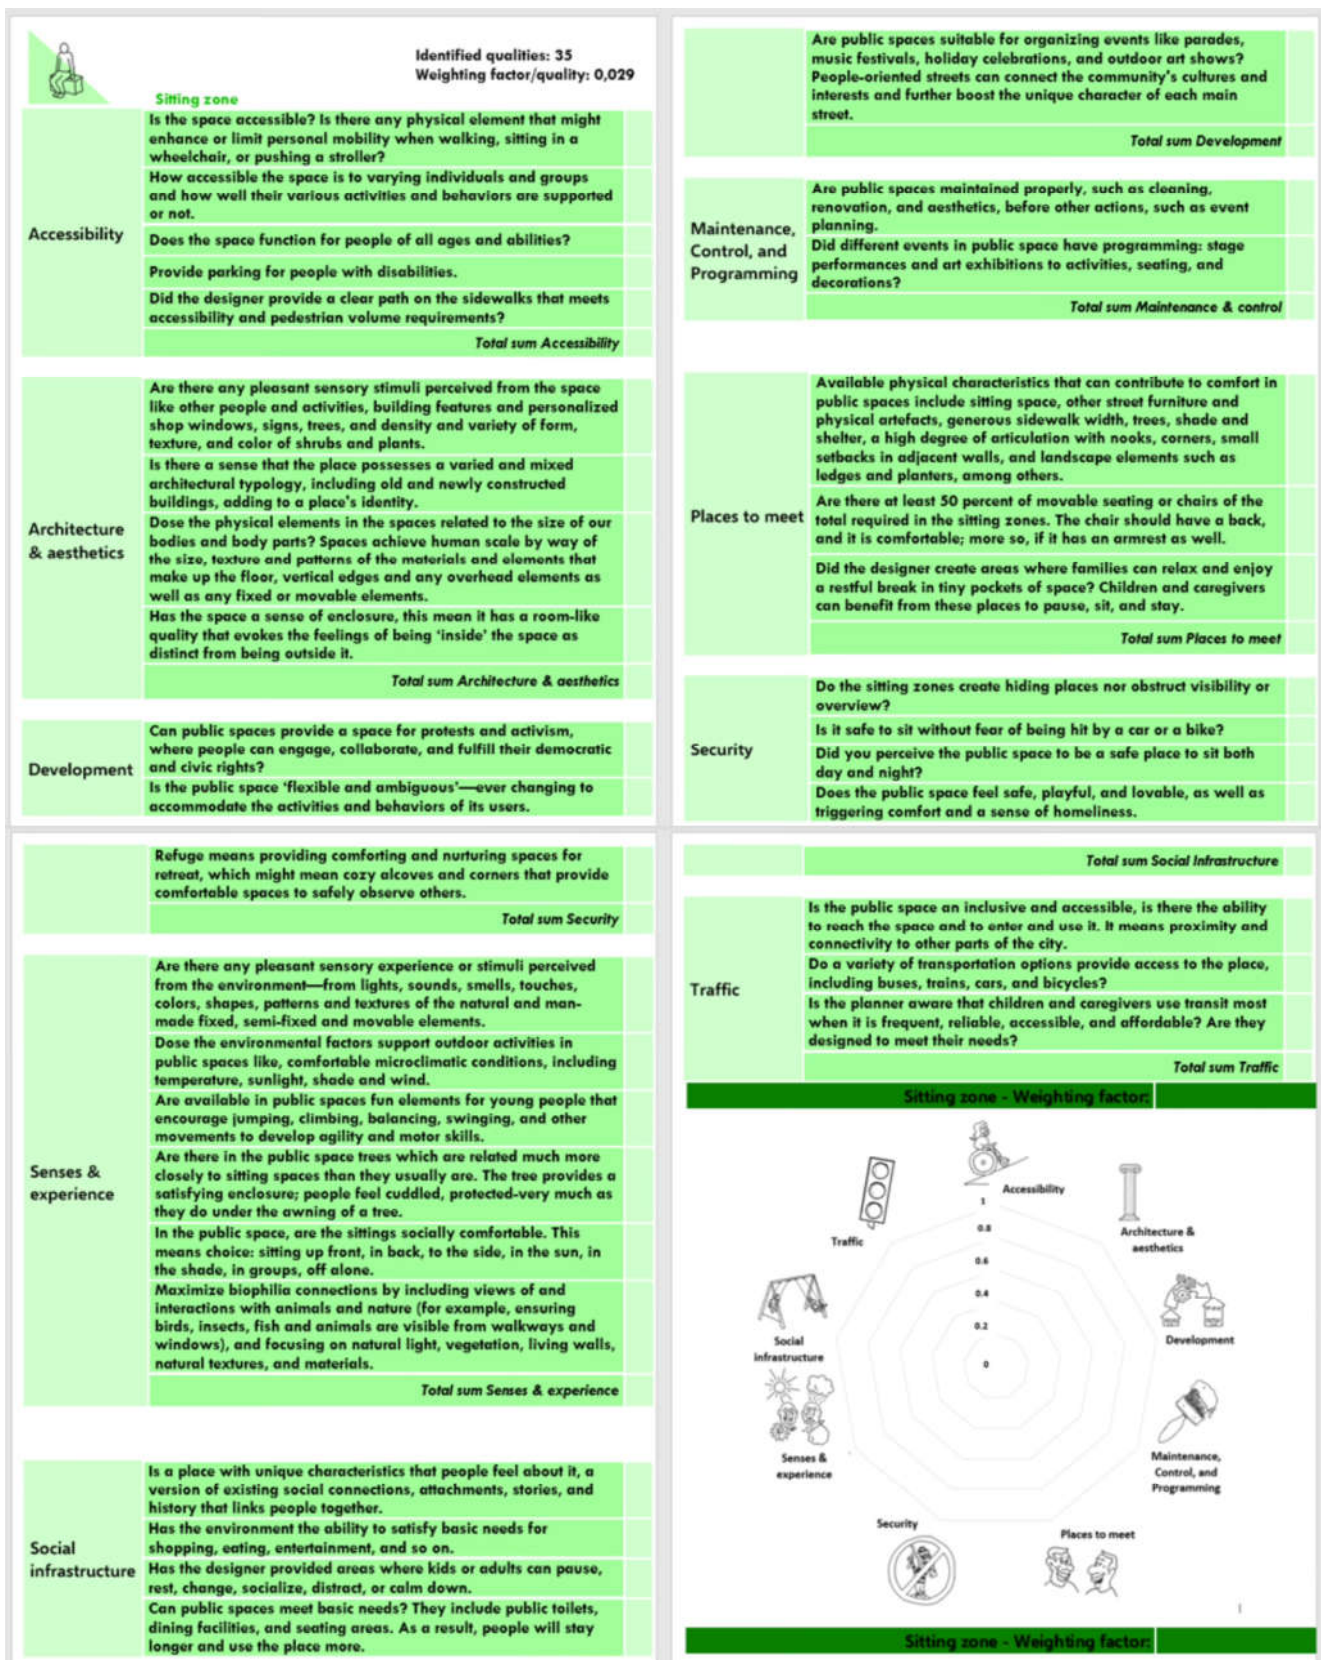 Identified qualities: 35
Weighting factor/quality: 0,029
Sitting zone
Accessibility
Is the space accessible? Is there any physical element that might
enhance or limit personal mobility when walking, sitting in a
wheelchair, or pushing a stroller?
How accessible the space is to varying individuals and groups
and how well their various activities and behaviors are supported
or not.
Does the space function for people of all ages and abilities?
Provide parking for people with disabilities.
Did the designer provide a clear path on the sidewalks that meets
accessibility and pedestrian volume requirements?
Total sum Accessibility
Architecture
& aesthetics
Are there any pleasant sensory stimuli perceived from the space
like other people and activities, building features and personalized
shop windows, signs, trees, and density and variety of form,
texture, and color of shrubs and plants.
Is there a sense that the place possesses a varied and mixed
architectural typology, including old and newly constructed
buildings, adding to a place's identity.
Dose the physical elements in the spaces related to the size of our
bodies and body parts? Spaces achieve human scale by way of
the size, texture and patterns of the materials and elements that
make up the floor, vertical edges and any overhead elements as
well as any fixed or movable elements.
Has the space a sense of enclosure, this mean it has a room-like
quality that evokes the feelings of being 'inside' the space as
distinct from being outside it.
Total sum Architecture & aesthetics
Development
Can public spaces provide a space for protests and activism,
where people can engage, collaborate, and fulfill their democratic
and civic rights?
Is the public space 'flexible and ambiguous'—ever changing to
accommodate the activities and behaviors of its users.
Are public spaces suitable for organizing events like parades,
music festivals, holiday celebrations, and outdoor art shows?
People-oriented streets can connect the community's cultures and
interests and further boost the unique character of each main
street.
Total sum Development
Maintenance,
Control, and
Programming
Are public spaces maintained properly, such as cleaning,
renovation, and aesthetics, before other actions, such as event
planning.
Did different events in public space have programming: stage
performances and art exhibitions to activities, seating, and
decorations?
Total sum Maintenance & control
Places to meet
Available physical characteristics that can contribute to comfort in
public spaces include sitting space, other street furniture and
physical artefacts, generous sidewalk width, trees, shade and
shelter, a high degree of articulation with nooks, corners, small
setbacks in adjacent walls, and landscape elements such as
ledges and planters, among others.
Are there at least 50 percent of movable seating or chairs of the
total required in the sitting zones. The chair should have a back,
and it is comfortable; more so, if it has an armrest as well.
Did the designer create areas where families can relax and enjoy
a restful break in tiny pockets of space? Children and caregivers
can benefit from these places to pause, sit, and stay.
Total sum Places to meet
Security
Do the sitting zones create hiding places nor obstruct visibility or
overview?
Is it safe to sit without fear of being hit by a car or a bike?
Did you perceive the public space to be a safe place to sit both
day and night?
Does the public space feel safe, playful, and lovable, as well as
triggering comfort and a sense of homeliness.
Refuge means providing comforting and nurturing spaces for
retreat, which might mean cozy alcoves and corners that provide
comfortable spaces to safely observe others.
Total sum Security
Senses &
experience
Are there any pleasant sensory experience or stimuli perceived
from the environment—from lights, sounds, smells, touches,
colors, shapes, patterns and textures of the natural and man-
made fixed, semi-fixed and movable elements.
Dose the environmental factors support outdoor activities in
public spaces like, comfortable microclimatic conditions, including
temperature, sunlight, shade and wind.
Are available in public spaces fun elements for young people that
encourage jumping, climbing, balancing, swinging, and other
movements to develop agility and motor skills.
Are there in the public space trees which are related much more
closely to sitting spaces than they usually are. The tree provides a
satisfying enclosure; people feel cuddled, protected-very much as
they do under the awning of a tree.
In the public space, are the sittings socially comfortable. This
means choice: sitting up front, in back, to the side, in the sun, in
the shade, in groups, off alone.
Maximize biophilia connections by including views of and
interactions with animals and nature (for example, ensuring
birds, insects, fish and animals are visible from walkways and
windows), and focusing on natural light, vegetation, living walls,
natural textures, and materials.
Total sum Senses & experience
Social
infrastructure
Is a place with unique characteristics that people feel about it, a
version of existing social connections, attachments, stories, and
history that links people together.
Has the environment the ability to satisfy basic needs for
shopping, eating, entertainment, and so on.
Has the designer provided areas where kids or adults can pause,
rest, change, socialize, distract, or calm down.
Can public spaces meet basic needs? They include public toilets,
dining facilities, and seating areas. As a result, people will stay
longer and use the place more.
Total sum Social Infrastructure
Traffic
Is the public space an inclusive and accessible, is there the ability
to reach the space and to enter and use it. It means proximity and
connectivity to other parts of the city.
Do a variety of transportation options provide access to the place,
including buses, trains, cars, and bicycles?
Is the planner aware that children and caregivers use transit most
when it is frequent, reliable, accessible, and affordable? Are they
designed to meet their needs?
Total sum Traffic
Sitting zone - Weighting factor:
Accessibility
1
0.8
0.6
0.4
0.2
0
Architecture &
aesthetics
Development
Maintenance,
Control, and
Programming
Places to meet
Security
Senses &
experience
Social
infrastructure
Traffic
Sitting zone - Weighting factor: